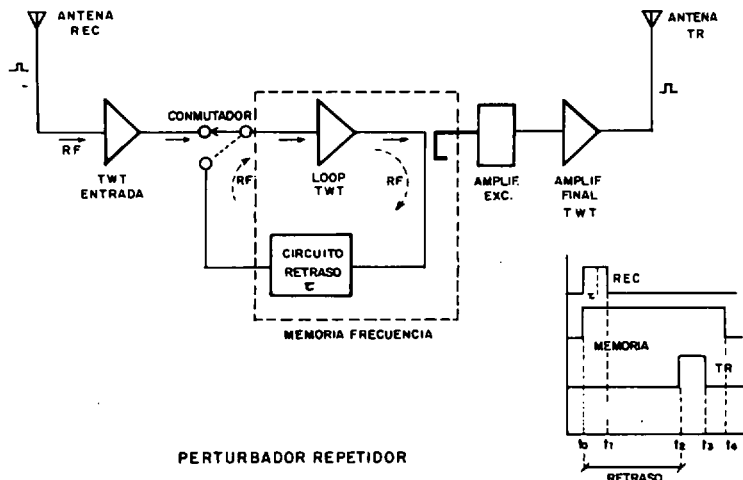 ANTENA
REC
ANTENA
TR
CONMUTADOR
RF
TWT
ENTRADA
LOOP
TWT
RF
RF
AMPLIF.
EXC.
AMPLIF
FINAL
TWT
CIRCUITO
RETRASO
τ
MEMORIA FRECUENCIA
REC
τ
MEMORIA
TR
t0 t1 t2 t3 t4
RETRASO
PERTURBADOR REPETIDOR